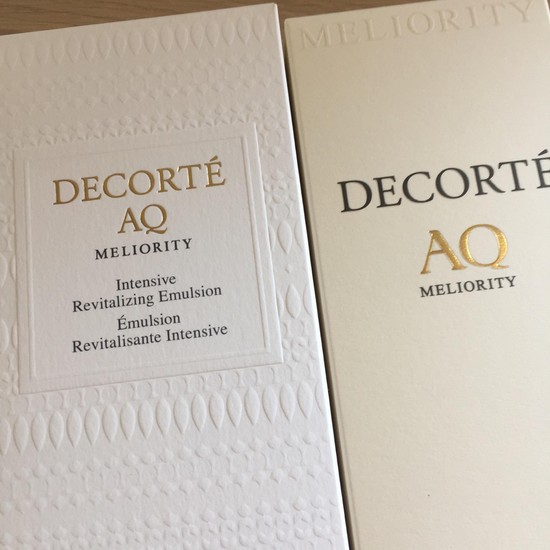 DECORTÉ
AQ
MELIORITY
Intensive
Revitalizing Emulsion
Émulsion
Revitalisante Intensive
MELIORITY
DECORTÉ
AQ
MELIORITY